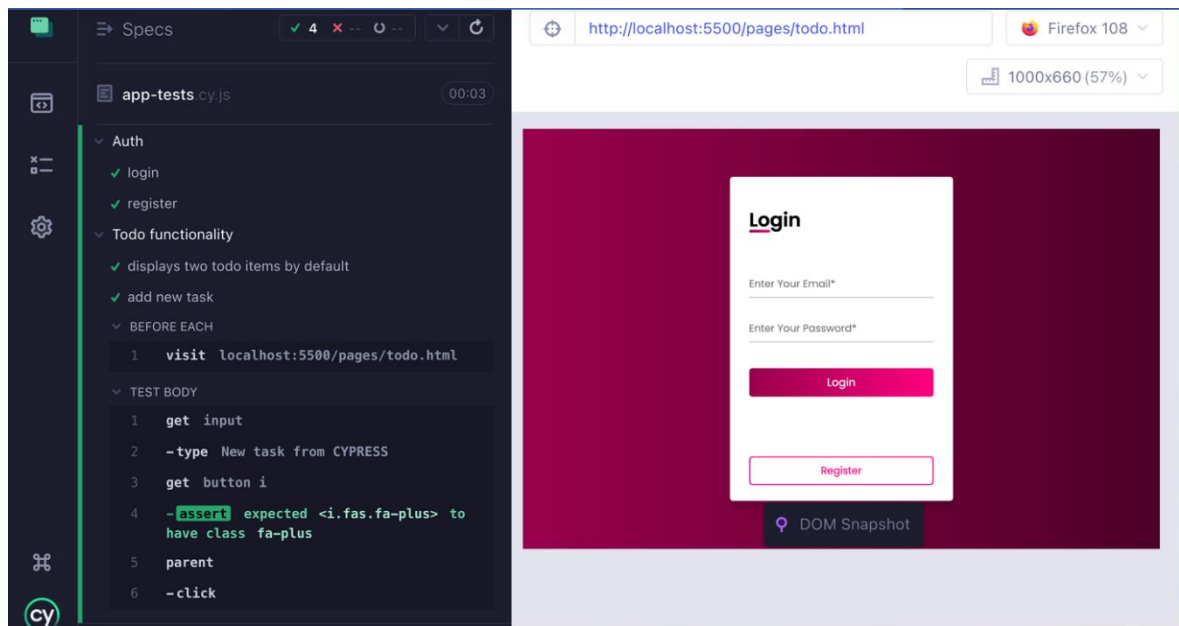 Specs
4 -- --
http://localhost:5500/pages/todo.html
Firefox 108
1000x660 (57%)
app-tests.cy.js
00:03
Auth
login
register
Todo functionality
displays two todo items by default
add new task
BEFORE EACH
1 visit localhost:5500/pages/todo.html
TEST BODY
1 get input
2 -type New task from CYPRESS
3 get button i
4 -assert expected <i.fas.fa-plus> to
have class fa-plus
5 parent
6 -click
cy
Login
Enter Your Email*
Enter Your Password*
Login
Register
DOM Snapshot